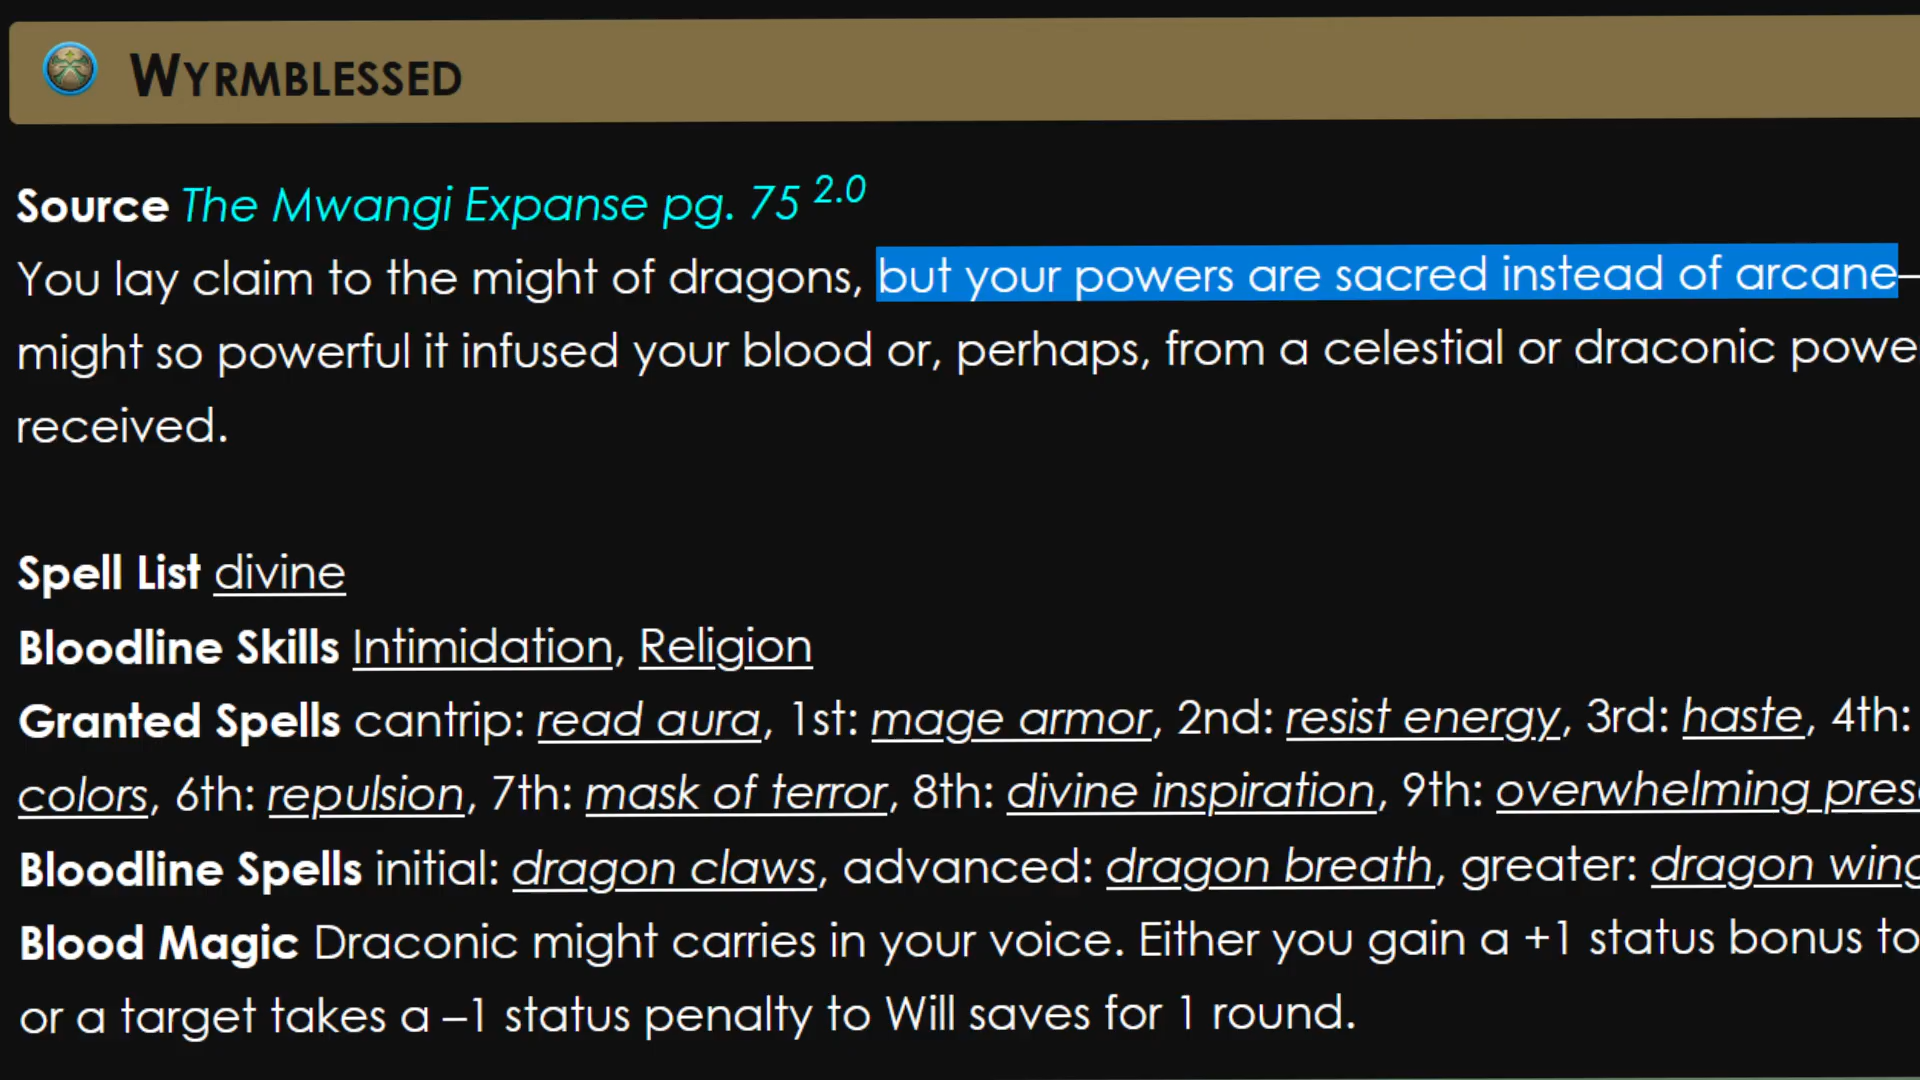 WYRMBLESSED
Source The Mwangi Expanse pg. 75 2.0
You lay claim to the might of dragons, but your powers are sacred instead of arcane—
might so powerful it infused your blood or, perhaps, from a celestial or draconic powe
received.
Spell List divine
Bloodline Skills Intimidation, Religion
Granted Spells cantrip: read aura, 1st: mage armor, 2nd: resist energy, 3rd: haste, 4th:
colors, 6th: repulsion, 7th: mask of terror, 8th: divine inspiration, 9th: overwhelming pres
Bloodline Spells initial: dragon claws, advanced: dragon breath, greater: dragon wing
Blood Magic Draconic might carries in your voice. Either you gain a +1 status bonus to
or a target takes a –1 status penalty to Will saves for 1 round.